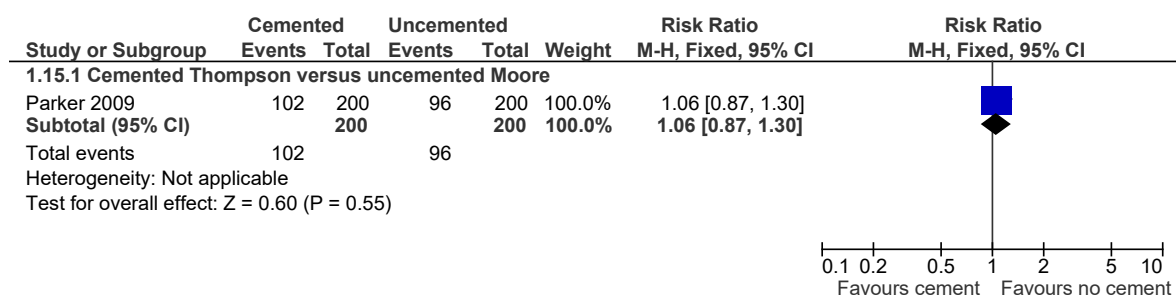 Cemented Uncemented Risk Ratio Risk Ratio
Study or Subgroup Events Total Events Total Weight M-H, Fixed, 95% CI M-H, Fixed, 95% CI
1.15.1 Cemented Thompson versus uncemented Moore
Parker 2009 102 200 96 200 100.0% 1.06 [0.87, 1.30]
Subtotal (95% CI) 200 200 100.0% 1.06 [0.87, 1.30]
Total events 102 96
Heterogeneity: Not applicable
Test for overall effect: Z = 0.60 (P = 0.55)
0.1 0.2 0.5 1 2 5 10
Favours cement Favours no cement